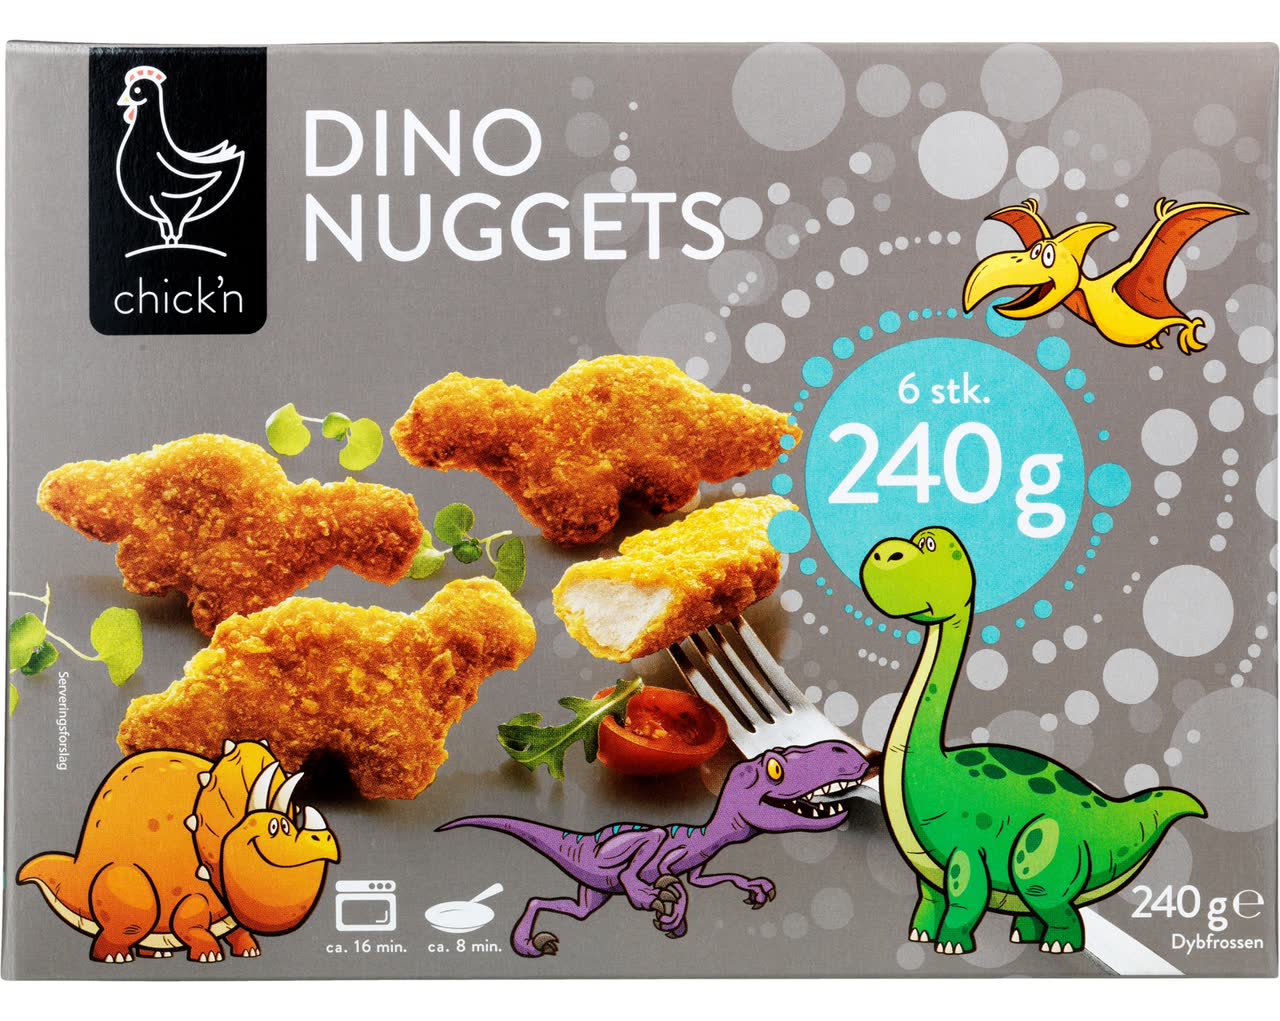 chick'n
DINO
NUGGETS
6 stk.
240 g
Serveringsforslag
ca. 16 min.
ca. 8 min.
240 g ℮
Dybfrossen